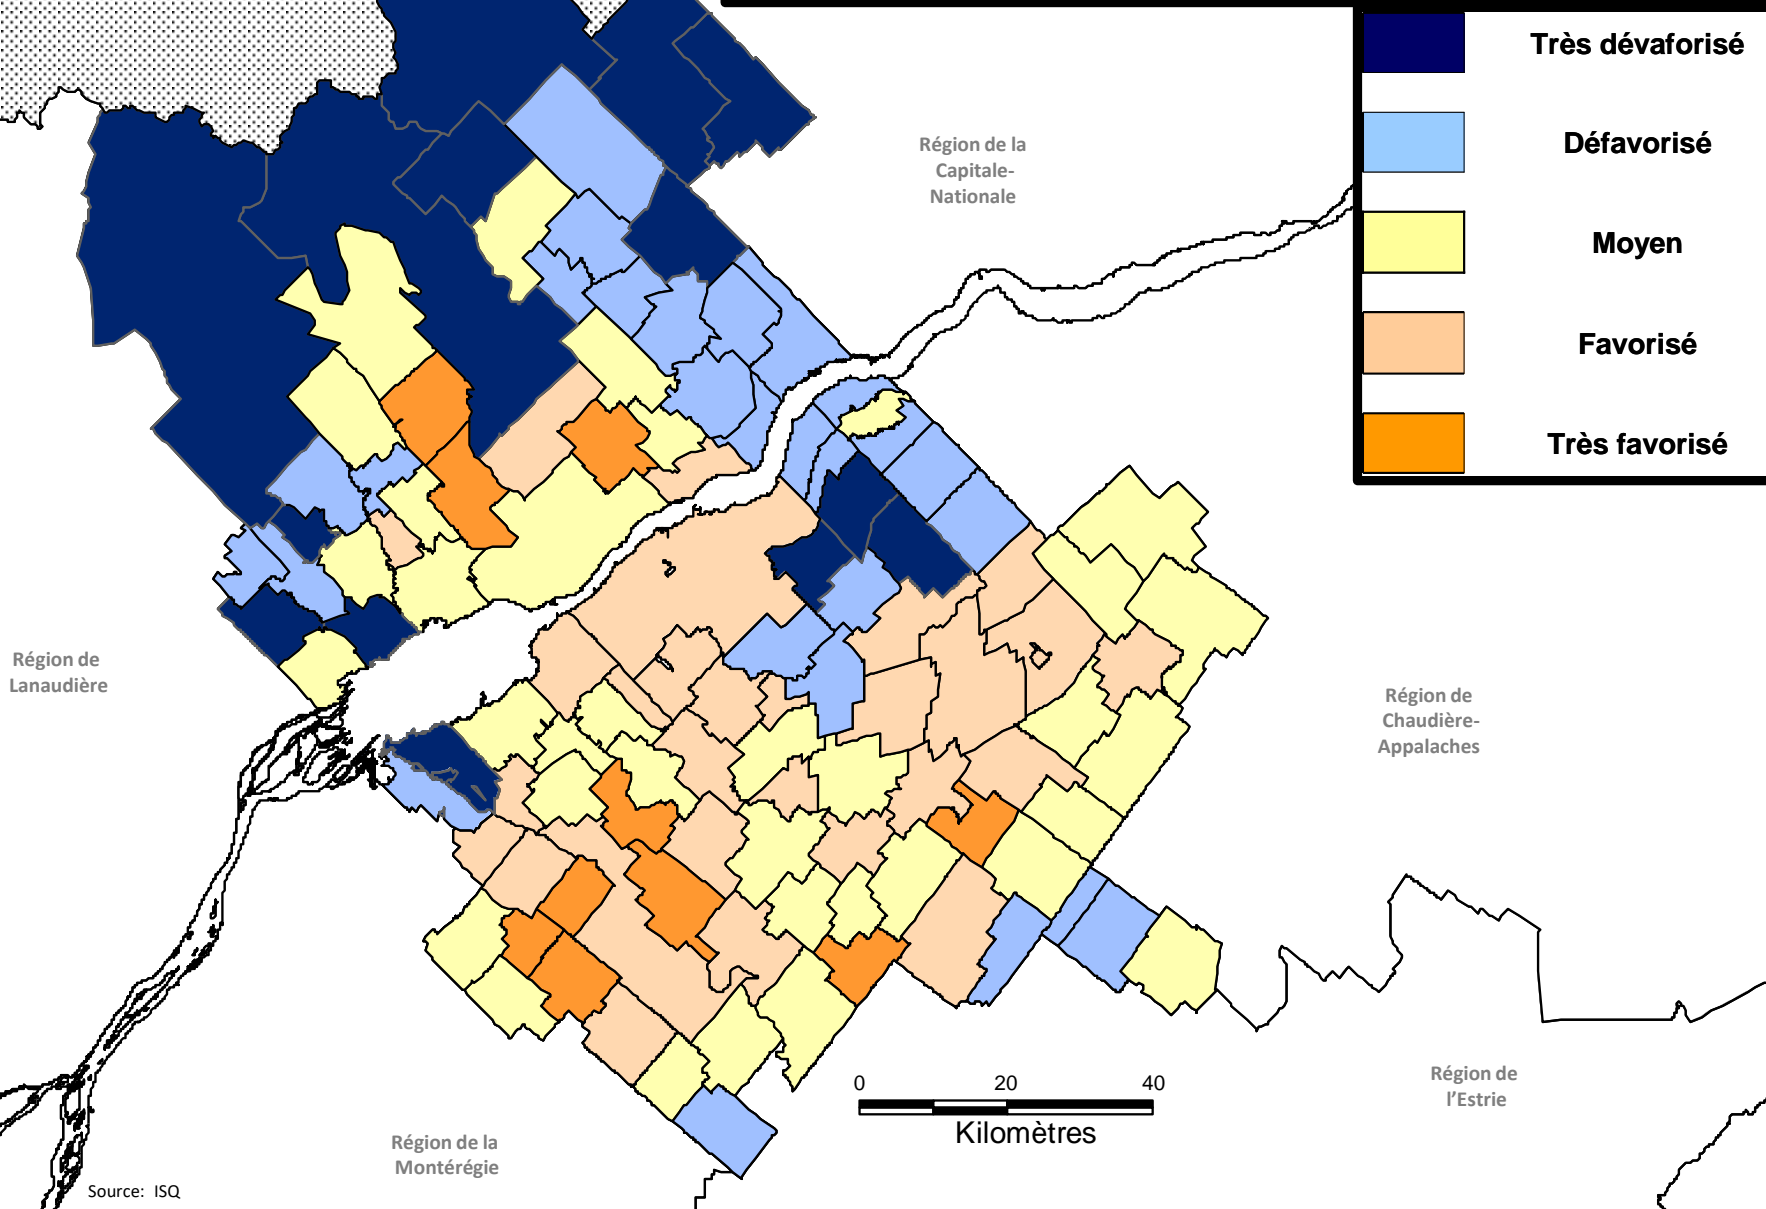 Très dévaforisé
Défavorisé
Moyen
Favorisé
Très favorisé
Région de la
Capitale-
Nationale
Région de
Lanaudière
Région de
Chaudière-
Appalaches
Région de
l'Estrie
0 20 40
Kilomètres
Région de la
Montérégie
Source: ISQ